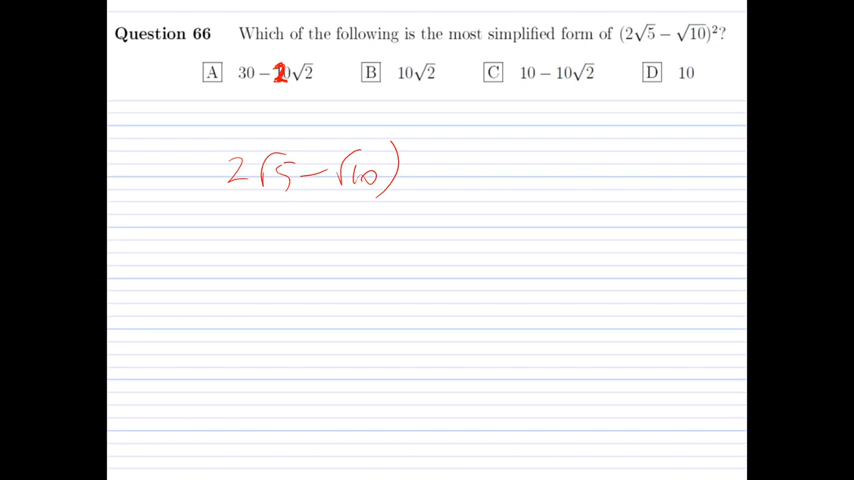 Question 66 Which of the following is the most simplified form of (2√5 − √10)²?
A 30 − 20√2 B 10√2 C 10 − 10√2 D 10
2√5 − √10)